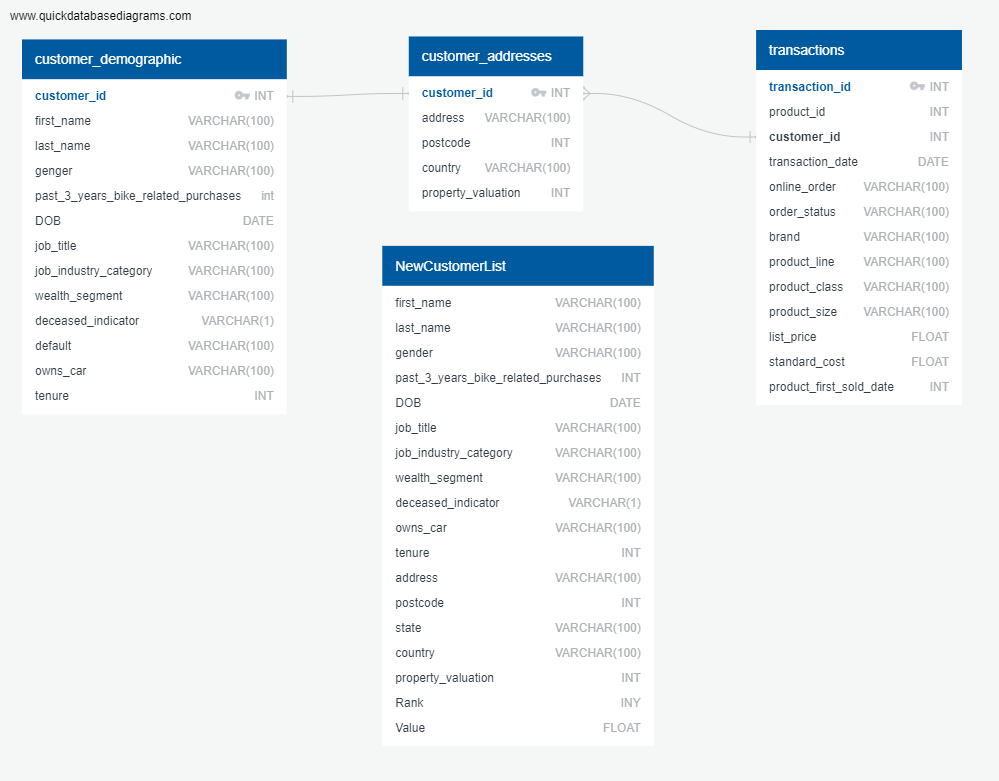 www.quickdatabasediagrams.com
customer_demographic
customer_id INT
first_name VARCHAR(100)
last_name VARCHAR(100)
genger VARCHAR(100)
past_3_years_bike_related_purchases int
DOB DATE
job_title VARCHAR(100)
job_industry_category VARCHAR(100)
wealth_segment VARCHAR(100)
deceased_indicator VARCHAR(1)
default VARCHAR(100)
owns_car VARCHAR(100)
tenure INT
customer_addresses
customer_id INT
address VARCHAR(100)
postcode INT
country VARCHAR(100)
property_valuation INT
transactions
transaction_id INT
product_id INT
customer_id INT
transaction_date DATE
online_order VARCHAR(100)
order_status VARCHAR(100)
brand VARCHAR(100)
product_line VARCHAR(100)
product_class VARCHAR(100)
product_size VARCHAR(100)
list_price FLOAT
standard_cost FLOAT
product_first_sold_date INT
NewCustomerList
first_name VARCHAR(100)
last_name VARCHAR(100)
gender VARCHAR(100)
past_3_years_bike_related_purchases INT
DOB DATE
job_title VARCHAR(100)
job_industry_category VARCHAR(100)
wealth_segment VARCHAR(100)
deceased_indicator VARCHAR(1)
owns_car VARCHAR(100)
tenure INT
address VARCHAR(100)
postcode INT
state VARCHAR(100)
country VARCHAR(100)
property_valuation INT
Rank INY
Value FLOAT